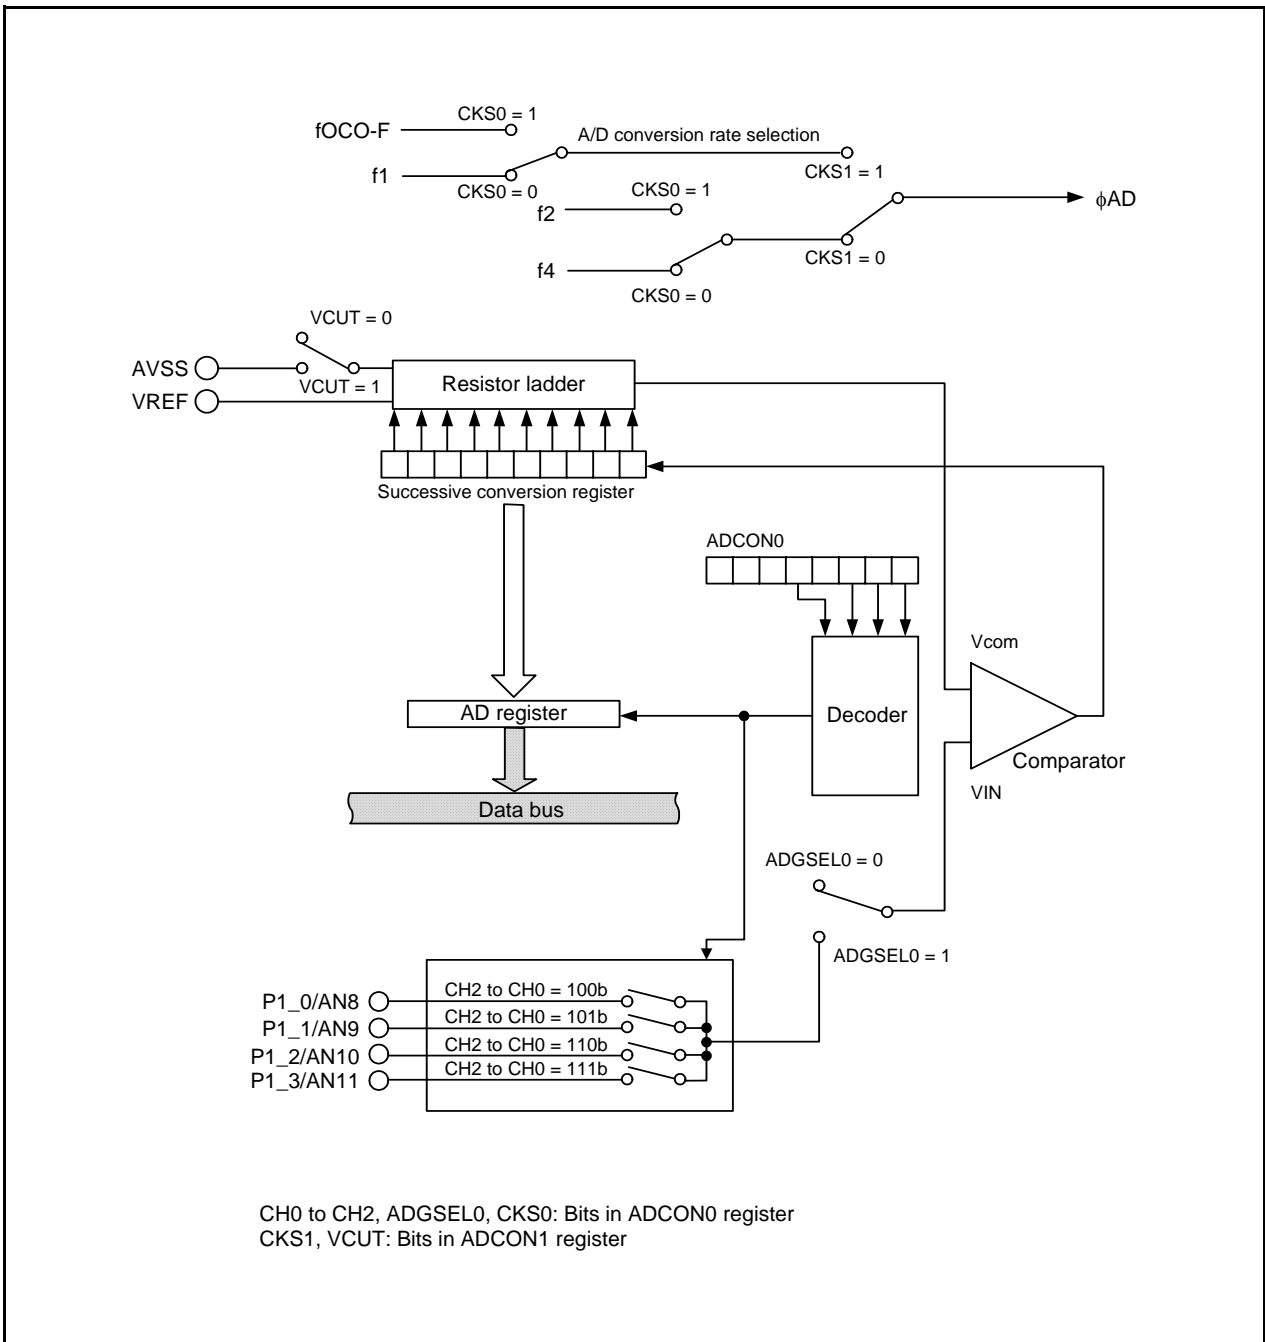 CKS0 = 1
fOCO-F
A/D conversion rate selection
f1
CKS0 = 0
CKS1 = 1
CKS0 = 1
f2
ϕAD
CKS1 = 0
f4
CKS0 = 0
VCUT = 0
AVSS
VCUT = 1
Resistor ladder
VREF
Successive conversion register
ADCON0
Vcom
AD register
Decoder
Comparator
VIN
Data bus
ADGSEL0 = 0
ADGSEL0 = 1
P1_0/AN8
CH2 to CH0 = 100b
P1_1/AN9
CH2 to CH0 = 101b
P1_2/AN10
CH2 to CH0 = 110b
P1_3/AN11
CH2 to CH0 = 111b
CH0 to CH2, ADGSEL0, CKS0: Bits in ADCON0 register
CKS1, VCUT: Bits in ADCON1 register